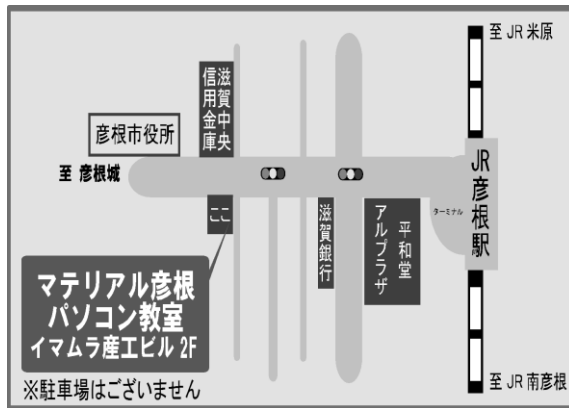 至 JR 米原
滋賀中央
信用金庫
彦根市役所
至 彦根城
JR彦根駅
ターミナル
ここ
滋賀銀行
平和堂
アルプラザ
マテリアル彦根
パソコン教室
イマムラ産工ビル 2F
※駐車場はございません
至 JR 南彦根